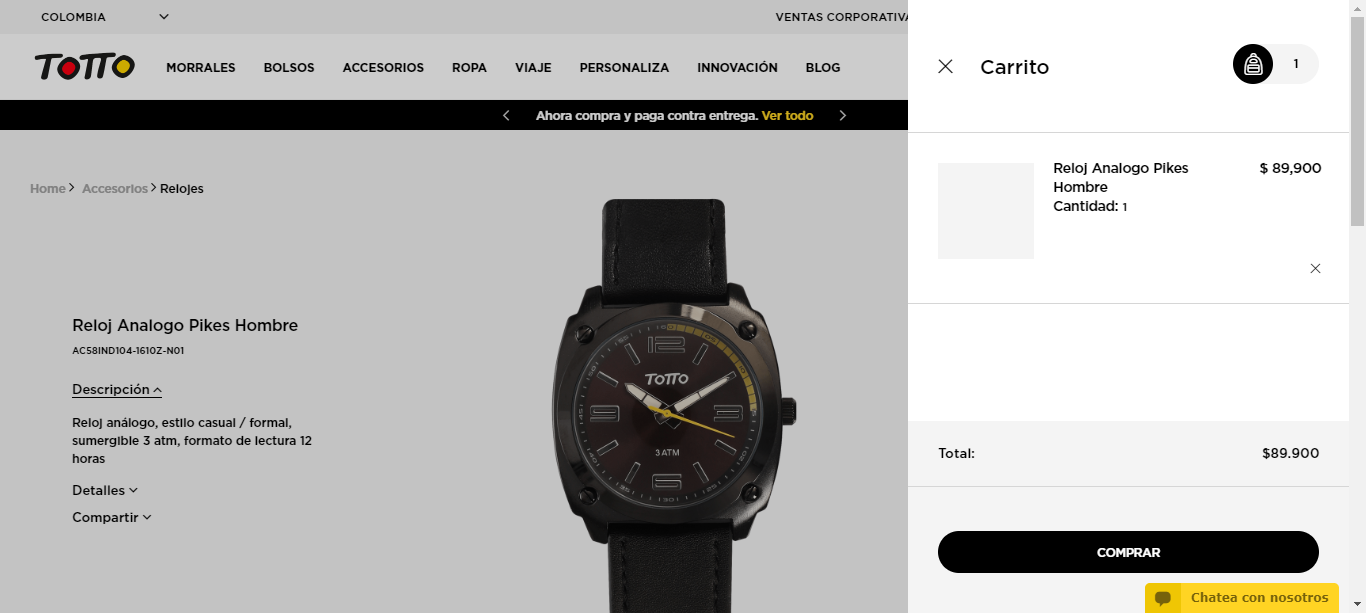 COLOMBIA
VENTAS CORPORATIVA
TOTTO
MORRALES BOLSOS ACCESORIOS ROPA VIAJE PERSONALIZA INNOVACIÓN BLOG
Ahora compra y paga contra entrega. Ver todo
Home Accesorios Relojes
Reloj Analogo Pikes Hombre
AC58IND104-1610Z-N01
Descripción
Reloj análogo, estilo casual / formal,
sumergible 3 atm, formato de lectura 12
horas
Detalles
Compartir
12
TOTTO
9
3
3 ATM
6
Carrito
1
Reloj Analogo Pikes
Hombre
$ 89,900
Cantidad: 1
Total: $89.900
COMPRAR
Chatea con nosotros